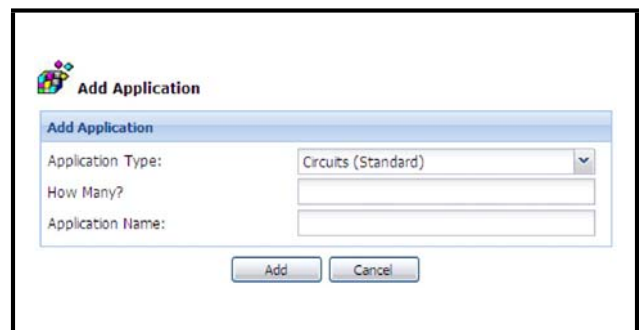 Add Application
Add Application
Application Type: Circuits (Standard)
How Many?
Application Name:
Add Cancel